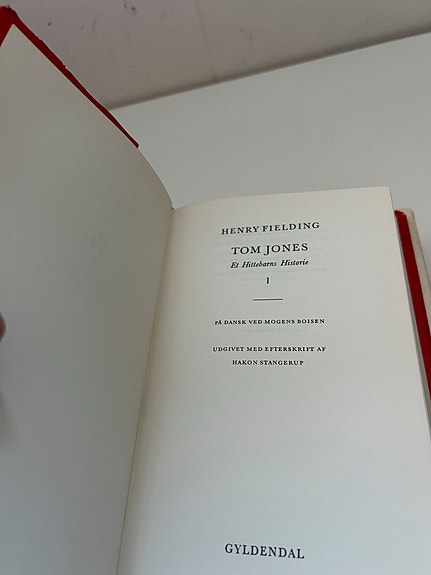 HENRY FIELDING
TOM JONES
Et Hittebarns Historie
1
PÅ DANSK VED MOGENS BOISEN
UDGIVET MED EFTERSKRIFT AF
HAKON STANGERUP
GYLDENDAL